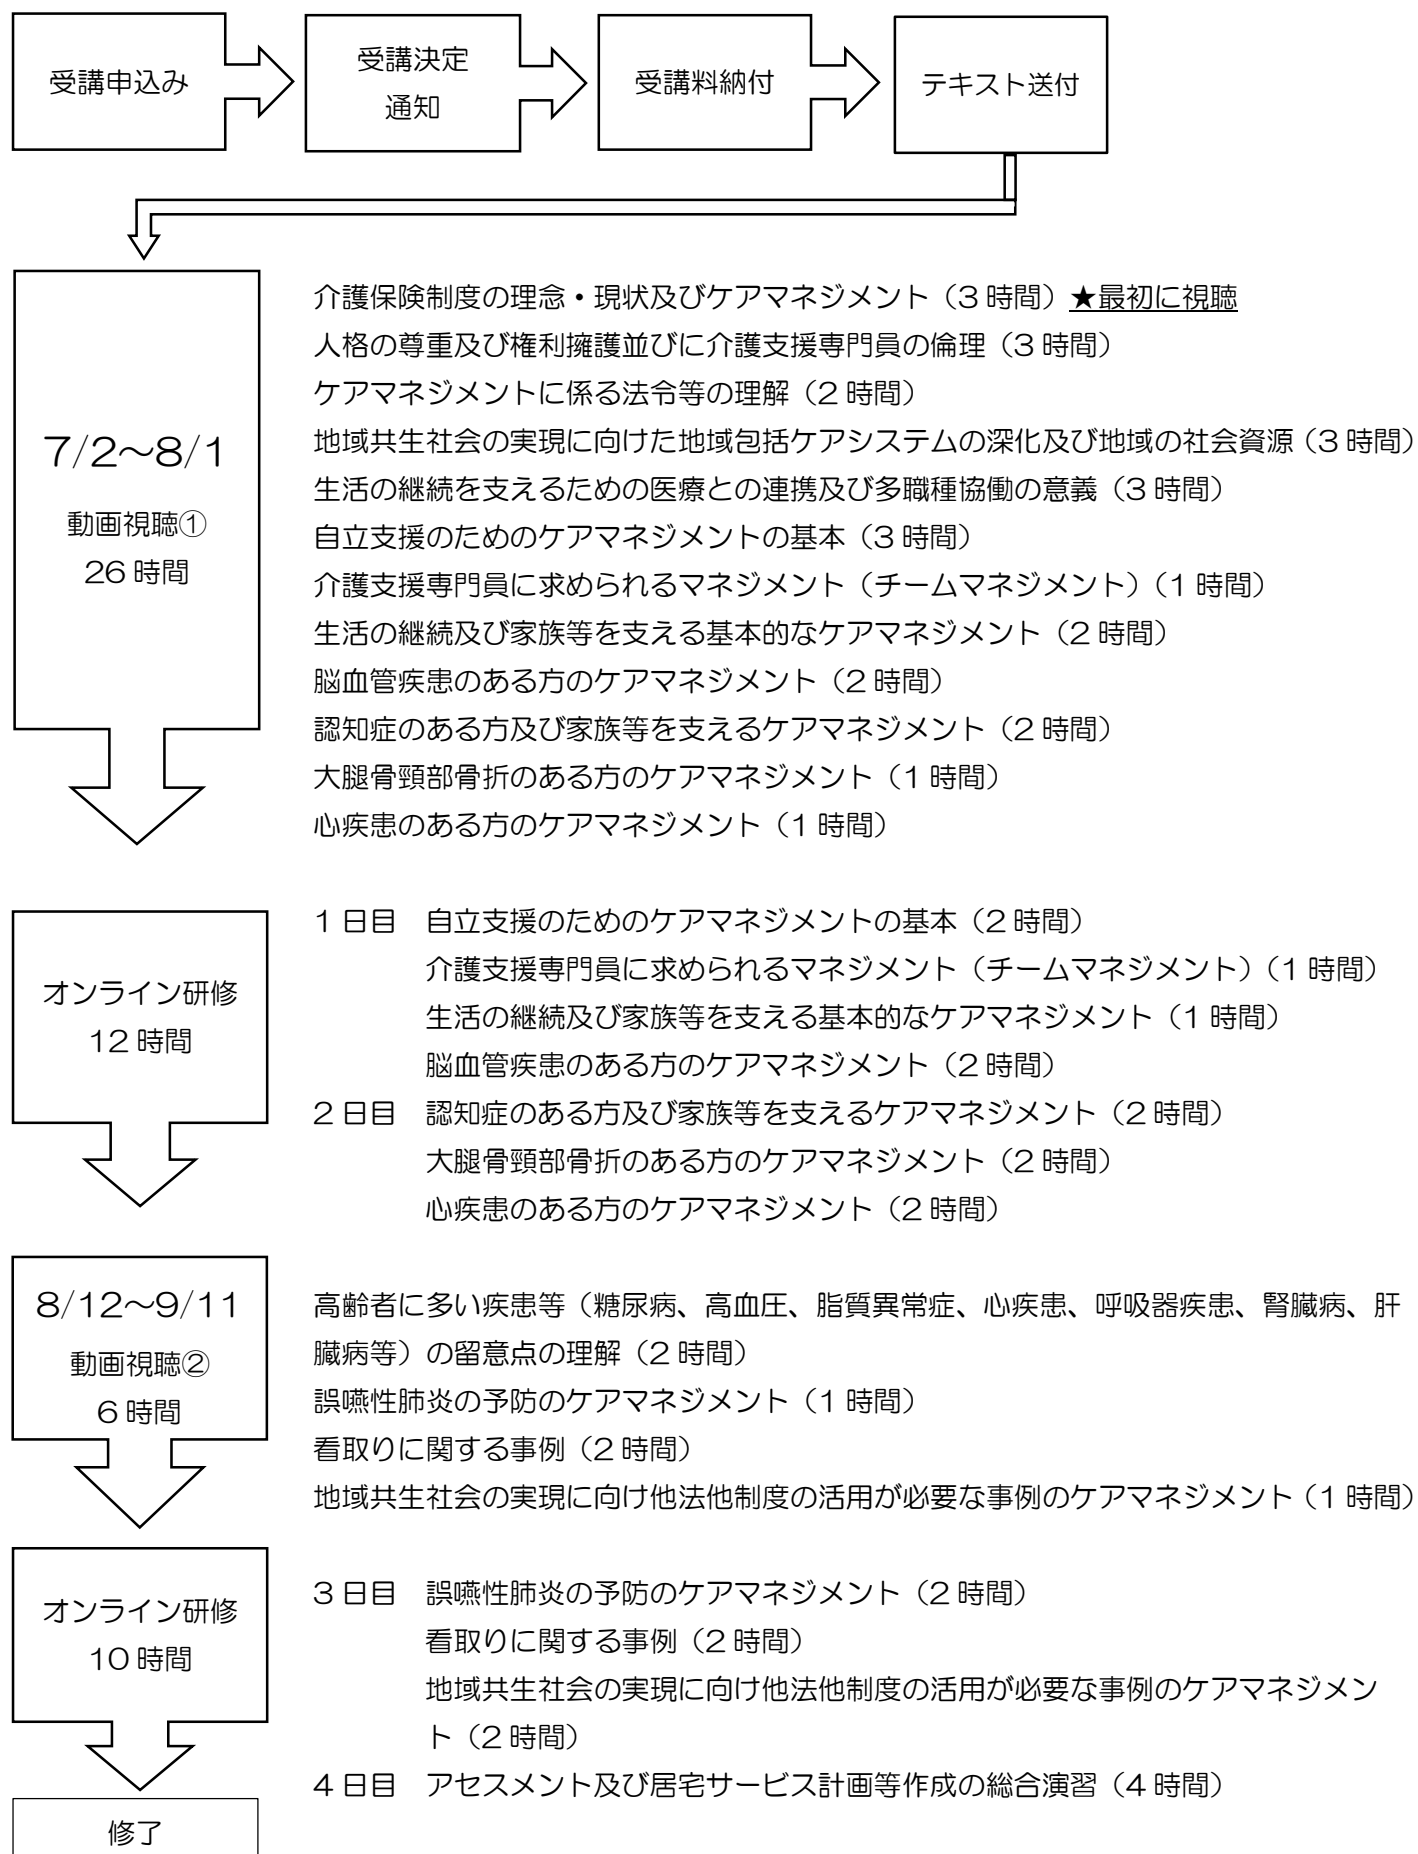 受講申込み
受講決定
通知
受講料納付
テキスト送付
7/2～8/1
動画視聴①
26時間
介護保険制度の理念・現状及びケアマネジメント（3時間）★最初に視聴
人格の尊重及び権利擁護並びに介護支援専門員の倫理（3時間）
ケアマネジメントに係る法令等の理解（2時間）
地域共生社会の実現に向けた地域包括ケアシステムの深化及び地域の社会資源（3時間）
生活の継続を支えるための医療との連携及び多職種協働の意義（3時間）
自立支援のためのケアマネジメントの基本（3時間）
介護支援専門員に求められるマネジメント（チームマネジメント）（1時間）
生活の継続及び家族等を支える基本的なケアマネジメント（2時間）
脳血管疾患のある方のケアマネジメント（2時間）
認知症のある方及び家族等を支えるケアマネジメント（2時間）
大腿骨頸部骨折のある方のケアマネジメント（1時間）
心疾患のある方のケアマネジメント（1時間）
オンライン研修
12時間
1日目　自立支援のためのケアマネジメントの基本（2時間）
介護支援専門員に求められるマネジメント（チームマネジメント）（1時間）
生活の継続及び家族等を支える基本的なケアマネジメント（1時間）
脳血管疾患のある方のケアマネジメント（2時間）
2日目　認知症のある方及び家族等を支えるケアマネジメント（2時間）
大腿骨頸部骨折のある方のケアマネジメント（2時間）
心疾患のある方のケアマネジメント（2時間）
8/12～9/11
動画視聴②
6時間
高齢者に多い疾患等（糖尿病、高血圧、脂質異常症、心疾患、呼吸器疾患、腎臓病、肝
臓病等）の留意点の理解（2時間）
誤嚥性肺炎の予防のケアマネジメント（1時間）
看取りに関する事例（2時間）
地域共生社会の実現に向け他法他制度の活用が必要な事例のケアマネジメント（1時間）
オンライン研修
10時間
3日目　誤嚥性肺炎の予防のケアマネジメント（2時間）
看取りに関する事例（2時間）
地域共生社会の実現に向け他法他制度の活用が必要な事例のケアマネジメン
ト（2時間）
4日目　アセスメント及び居宅サービス計画等作成の総合演習（4時間）
修了